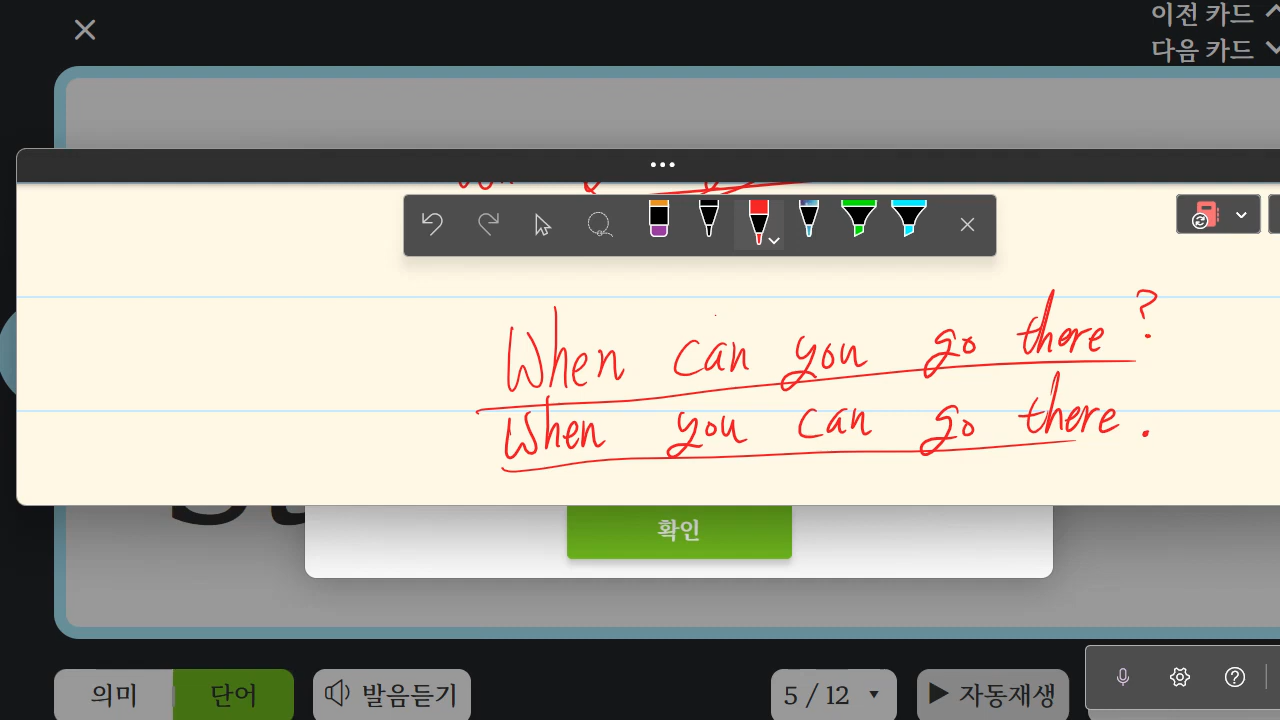 이전 카드
다음 카드
When can you go there?
When you can go there.
확인
의미
단어
발음듣기
5 / 12
자동재생